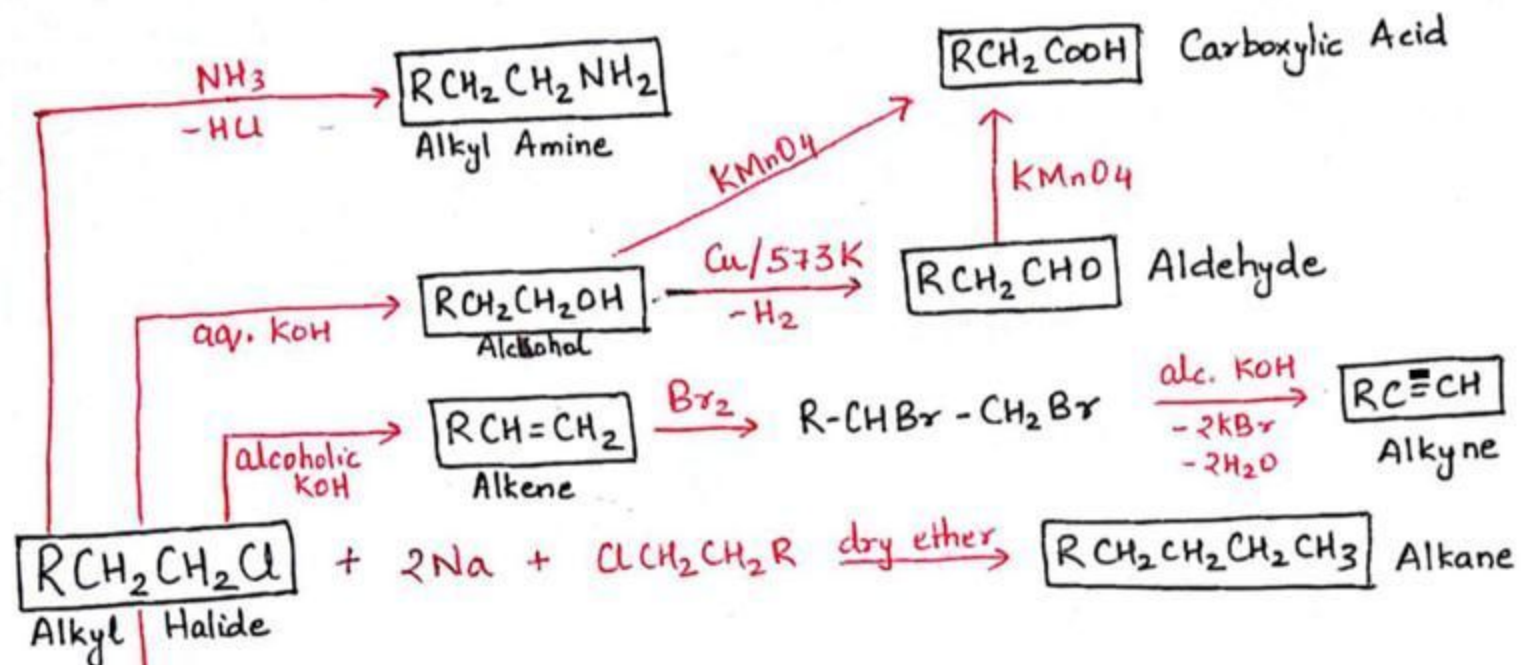 NH3
-HCl
RCH2CH2NH2
Alkyl Amine
RCH2COOH Carboxylic Acid
KMnO4
KMnO4
aq. KOH
RCH2CH2OH
Alcohol
Cu/573K
-H2
RCH2CHO Aldehyde
alcoholic
KOH
RCH=CH2
Alkene
Br2
R-CHBr-CH2Br
alc. KOH
-2KBr
-2H2O
RC≡CH
Alkyne
RCH2CH2Cl + 2Na + ClCH2CH2R dry ether RCH2CH2CH2CH3 Alkane
Alkyl Halide